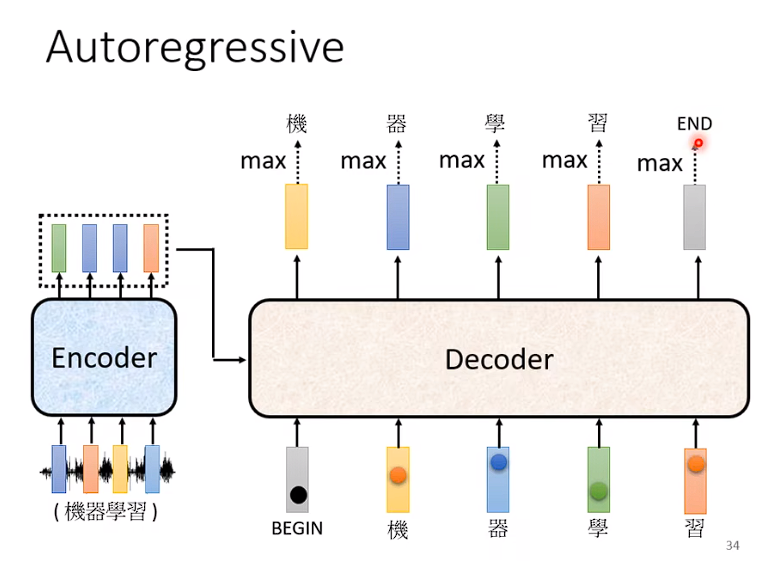 Autoregressive
機 器 學 習 END
max max max max max
Encoder
Decoder
( 機器學習 )
BEGIN 機 器 學 習
34